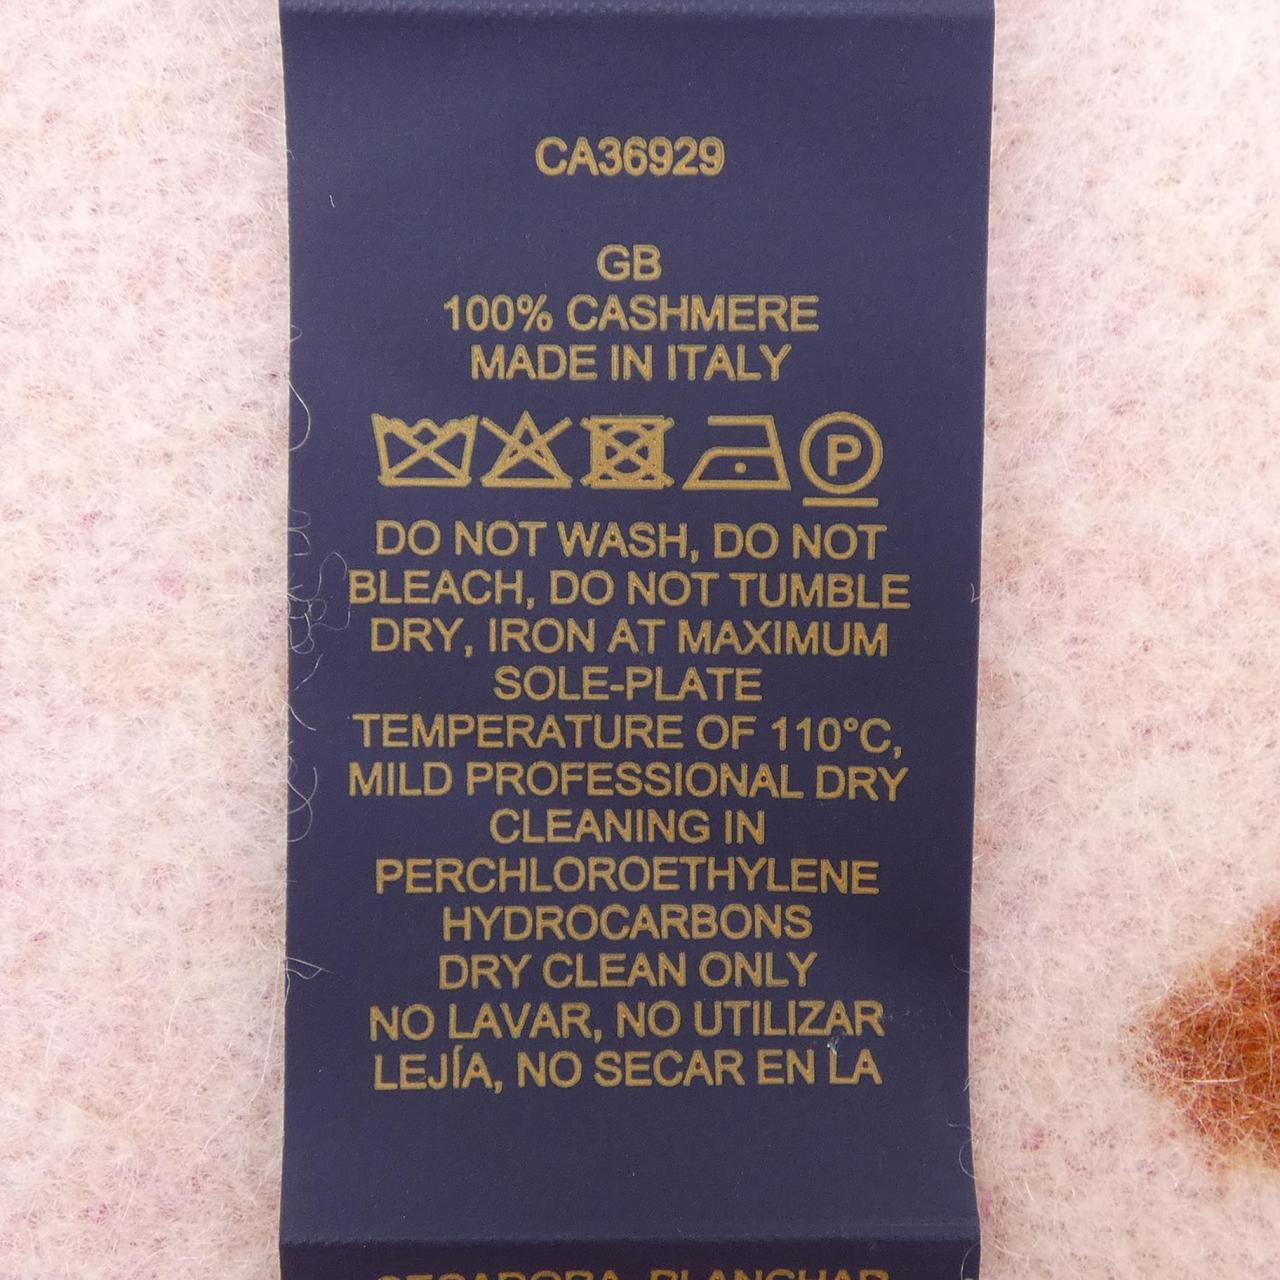 CA36929
GB
100% CASHMERE
MADE IN ITALY
P
DO NOT WASH, DO NOT
BLEACH, DO NOT TUMBLE
DRY, IRON AT MAXIMUM
SOLE-PLATE
TEMPERATURE OF 110°C,
MILD PROFESSIONAL DRY
CLEANING IN
PERCHLOROETHYLENE
HYDROCARBONS
DRY CLEAN ONLY
NO LAVAR, NO UTILIZAR
LEJÍA, NO SECAR EN LA
SECADORA, PLANCHAR